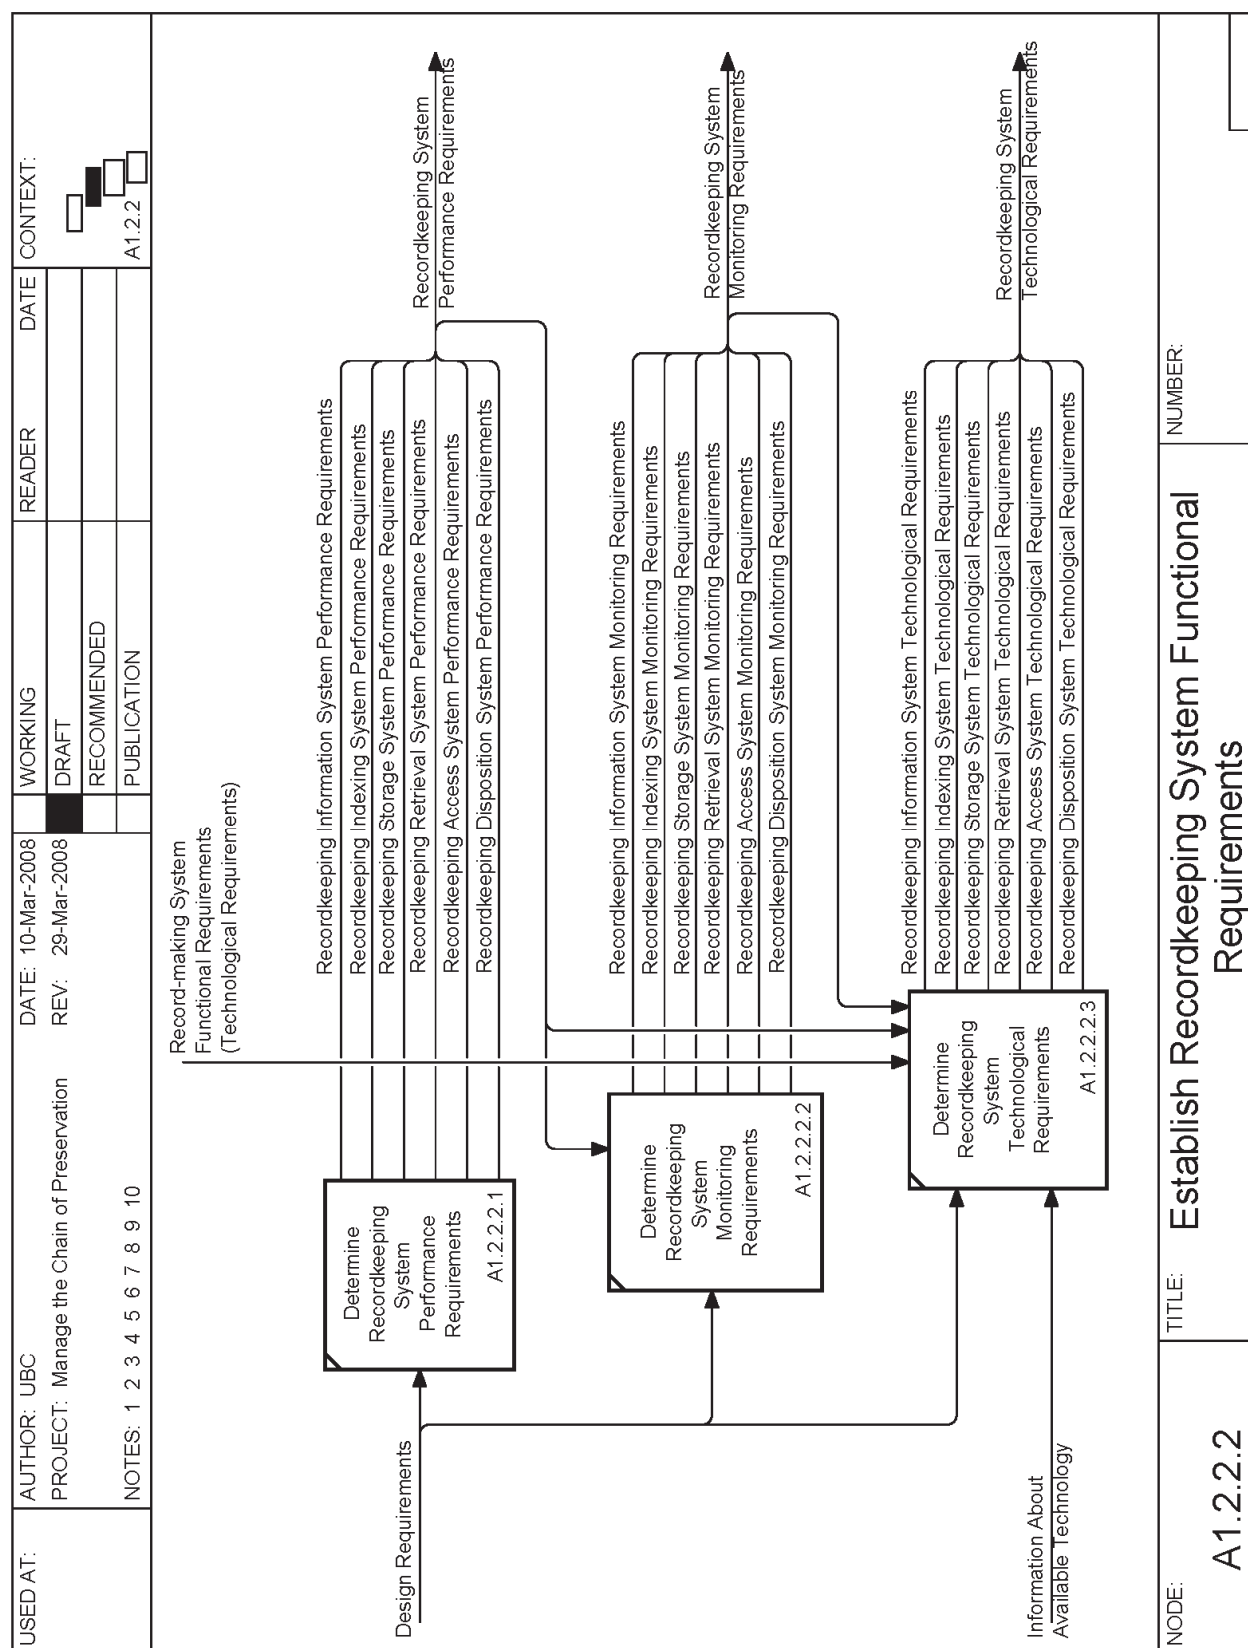 USED AT:
AUTHOR: UBC
PROJECT: Manage the Chain of Preservation
NOTES: 1 2 3 4 5 6 7 8 9 10
DATE: 10-Mar-2008
REV: 29-Mar-2008
WORKING
DRAFT
RECOMMENDED
PUBLICATION
READER
DATE
CONTEXT:
A1.2.2
Record-making System
Functional Requirements
(Technological Requirements)
Design Requirements
Determine
Recordkeeping
System
Performance
Requirements
A1.2.2.2.1
Recordkeeping Information System Performance Requirements
Recordkeeping Indexing System Performance Requirements
Recordkeeping Storage System Performance Requirements
Recordkeeping Retrieval System Performance Requirements
Recordkeeping Access System Performance Requirements
Recordkeeping Disposition System Performance Requirements
Recordkeeping System
Performance Requirements
Determine
Recordkeeping
System
Monitoring
Requirements
A1.2.2.2.2
Recordkeeping Information System Monitoring Requirements
Recordkeeping Indexing System Monitoring Requirements
Recordkeeping Storage System Monitoring Requirements
Recordkeeping Retrieval System Monitoring Requirements
Recordkeeping Access System Monitoring Requirements
Recordkeeping Disposition System Monitoring Requirements
Recordkeeping System
Monitoring Requirements
Information About
Available Technology
Determine
Recordkeeping
System
Technological
Requirements
A1.2.2.2.3
Recordkeeping Information System Technological Requirements
Recordkeeping Indexing System Technological Requirements
Recordkeeping Storage System Technological Requirements
Recordkeeping Retrieval System Technological Requirements
Recordkeeping Access System Technological Requirements
Recordkeeping Disposition System Technological Requirements
Recordkeeping System
Technological Requirements
NODE:
A1.2.2.2
TITLE:
Establish Recordkeeping System Functional
Requirements
NUMBER: